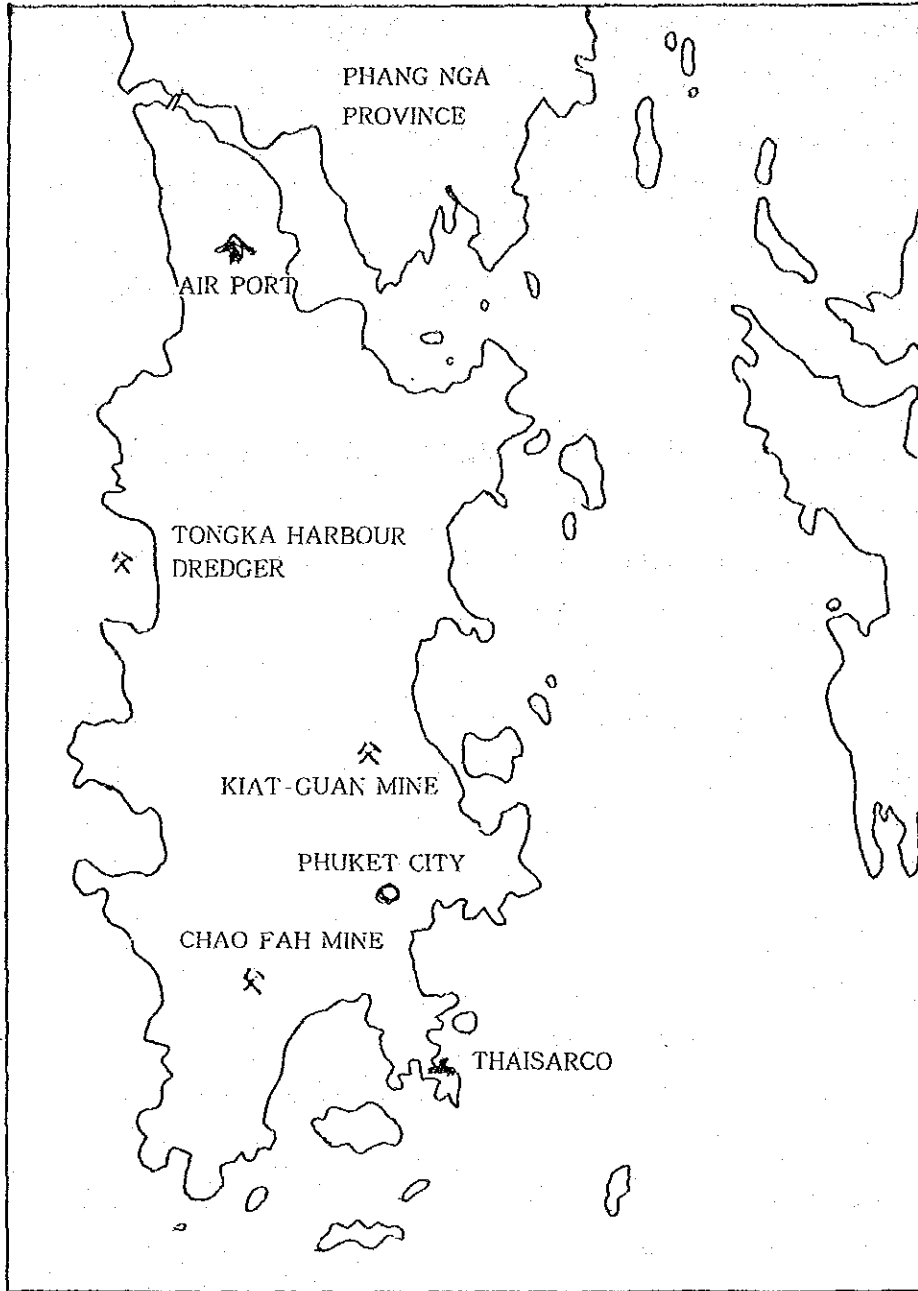 PHANG NGA
PROVINCE
AIR PORT
TONGKA HARBOUR
DREDGER
KIAT-GUAN MINE
PHUKET CITY
CHAO FAH MINE
THAISARCO